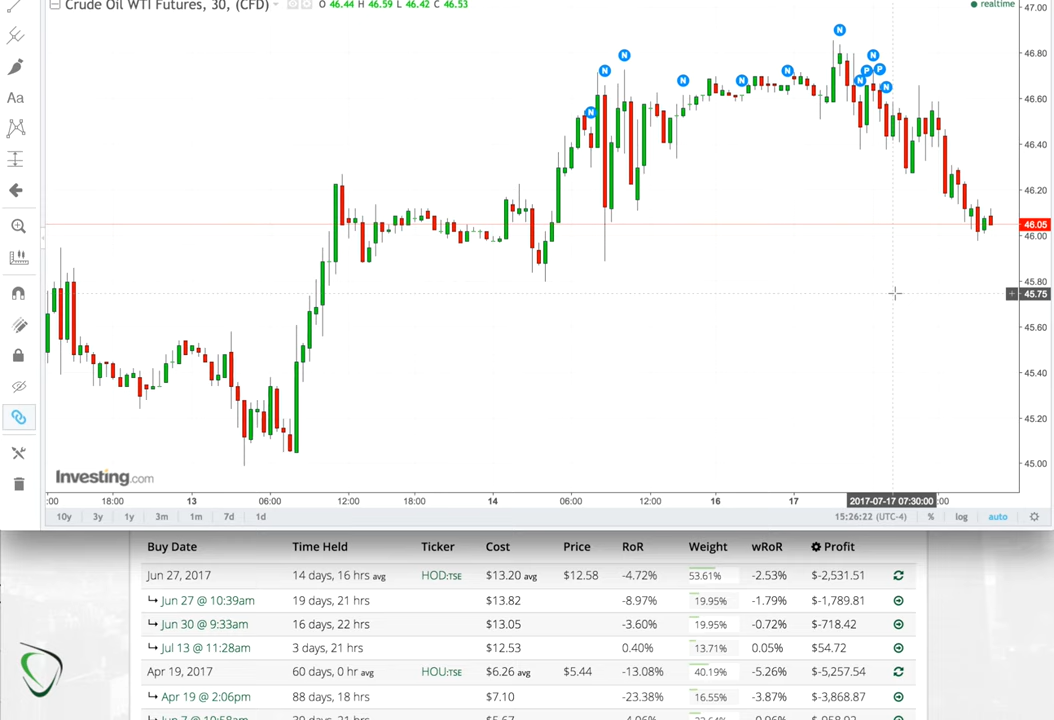 Crude Oil WTI Futures, 30, (CFD) O 46.44 H 46.59 L 46.42 C 46.53
realtime
47.00
46.80
46.60
46.40
46.20
46.05
46.00
45.80
+ 45.75
45.60
45.40
45.20
45.00
N N N N N N N N P N P N
Aa
Investing.com
:00 18:00 13 06:00 12:00 18:00 14 06:00 12:00 16 17 2017-07-17 07:30:00 :00
10y 3y 1y 3m 1m 7d 1d 15:26:22 (UTC-4) % log auto
Buy Date Time Held Ticker Cost Price RoR Weight wRoR Profit
Jun 27, 2017 14 days, 16 hrs avg HOD:TSE $13.20 avg $12.58 -4.72% 53.61% -2.53% $-2,531.51
Jun 27 @ 10:39am 19 days, 21 hrs $13.82 -8.97% 19.95% -1.79% $-1,789.81
Jun 30 @ 9:33am 16 days, 22 hrs $13.05 -3.60% 19.95% -0.72% $-718.42
Jul 13 @ 11:28am 3 days, 21 hrs $12.53 0.40% 13.71% 0.05% $54.72
Apr 19, 2017 60 days, 0 hr avg HOU:TSE $6.26 avg $5.44 -13.08% 40.19% -5.26% $-5,257.54
Apr 19 @ 2:06pm 88 days, 18 hrs $7.10 -23.38% 16.55% -3.87% $-3,868.87